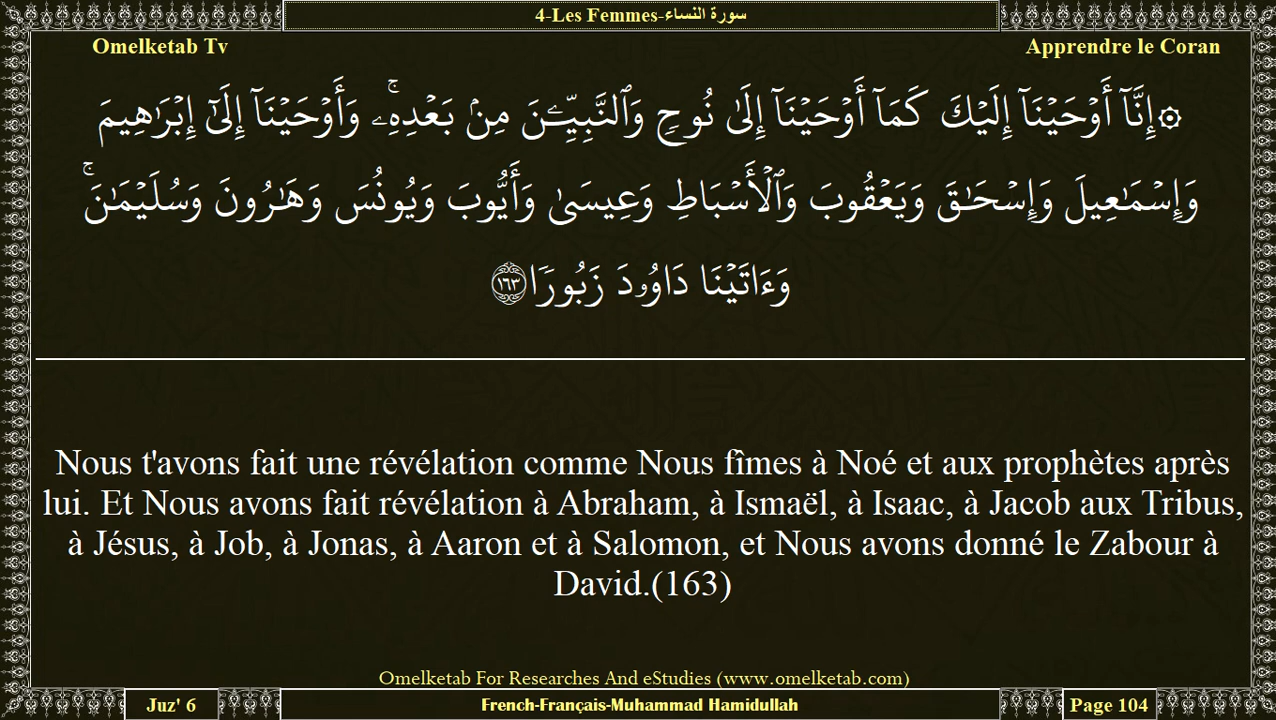 4-Les Femmes-سورة النساء
Omelketab Tv
Apprendre le Coran
۞إِنَّآ أَوۡحَيۡنَآ إِلَيۡكَ كَمَآ أَوۡحَيۡنَآ إِلَىٰ نُوحٖ وَٱلنَّبِيِّـۧنَ مِنۢ بَعۡدِهِۦۚ وَأَوۡحَيۡنَآ إِلَىٰٓ إِبۡرَٰهِيمَ
وَإِسۡمَٰعِيلَ وَإِسۡحَٰقَ وَيَعۡقُوبَ وَٱلۡأَسۡبَاطِ وَعِيسَىٰ وَأَيُّوبَ وَيُونُسَ وَهَٰرُونَ وَسُلَيۡمَٰنَۚ
وَءَاتَيۡنَا دَاوُۥدَ زَبُورٗا ١٦٣
Nous t'avons fait une révélation comme Nous fîmes à Noé et aux prophètes après
lui. Et Nous avons fait révélation à Abraham, à Ismaël, à Isaac, à Jacob aux Tribus,
à Jésus, à Job, à Jonas, à Aaron et à Salomon, et Nous avons donné le Zabour à
David.(163)
Omelketab For Researches And eStudies (www.omelketab.com)
Juz' 6
French-Français-Muhammad Hamidullah
Page 104